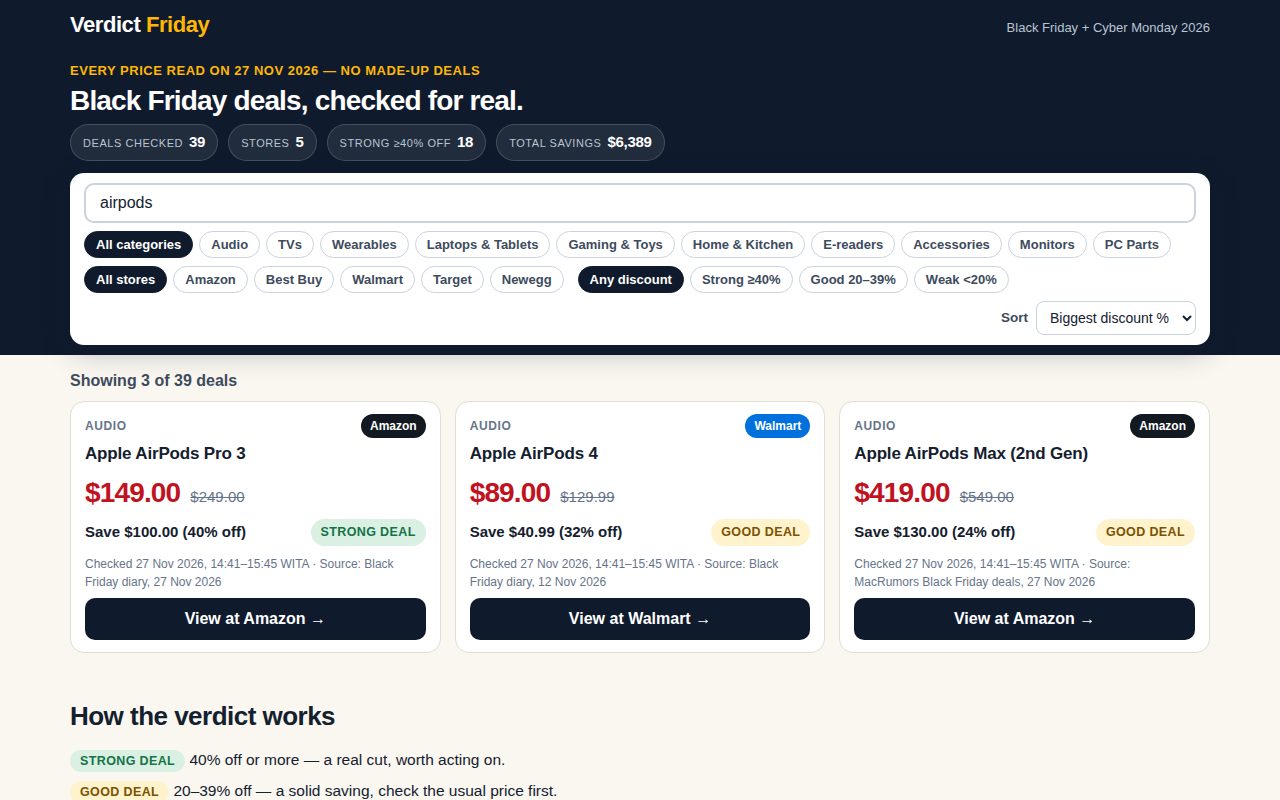 Verdict Friday
Black Friday + Cyber Monday 2026
EVERY PRICE READ ON 27 NOV 2026 — NO MADE-UP DEALS
Black Friday deals, checked for real.
DEALS CHECKED 39 STORES 5 STRONG ≥40% OFF 18 TOTAL SAVINGS $6,389
airpods
All categories Audio TVs Wearables Laptops & Tablets Gaming & Toys Home & Kitchen E-readers Accessories Monitors PC Parts
All stores Amazon Best Buy Walmart Target Newegg Any discount Strong ≥40% Good 20–39% Weak <20%
Sort Biggest discount %
Showing 3 of 39 deals
AUDIO Amazon
Apple AirPods Pro 3
$149.00 $249.00
Save $100.00 (40% off) STRONG DEAL
Checked 27 Nov 2026, 14:41–15:45 WITA · Source: Black
Friday diary, 27 Nov 2026
View at Amazon →
AUDIO Walmart
Apple AirPods 4
$89.00 $129.99
Save $40.99 (32% off) GOOD DEAL
Checked 27 Nov 2026, 14:41–15:45 WITA · Source: Black
Friday diary, 12 Nov 2026
View at Walmart →
AUDIO Amazon
Apple AirPods Max (2nd Gen)
$419.00 $549.00
Save $130.00 (24% off) GOOD DEAL
Checked 27 Nov 2026, 14:41–15:45 WITA · Source:
MacRumors Black Friday deals, 27 Nov 2026
View at Amazon →
How the verdict works
STRONG DEAL 40% off or more — a real cut, worth acting on.
GOOD DEAL 20–39% off — a solid saving, check the usual price first.